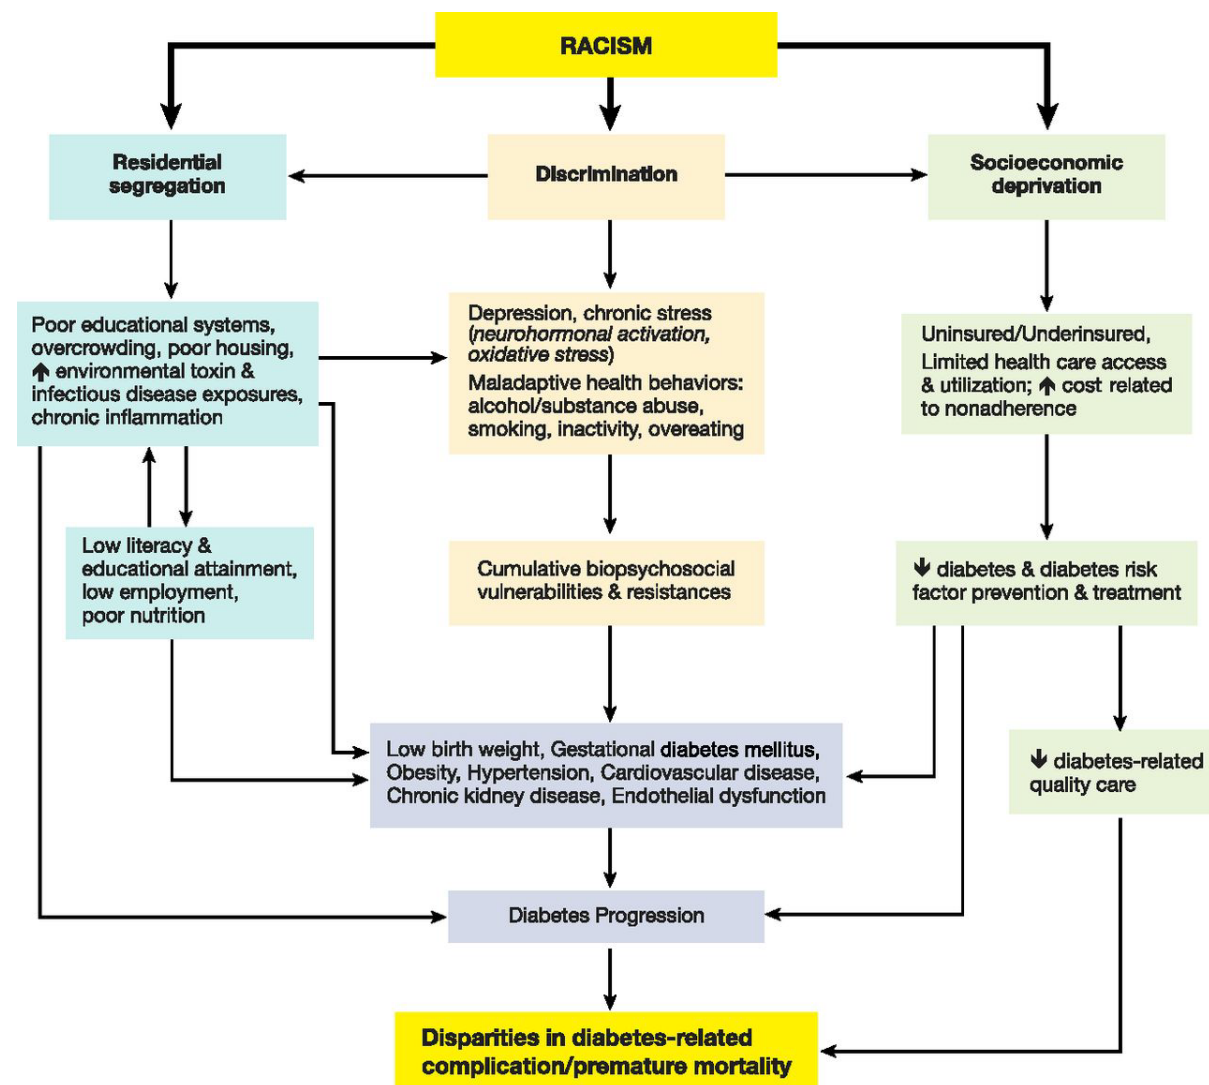 RACISM
Residential
segregation
Discrimination
Socioeconomic
deprivation
Poor educational systems,
overcrowding, poor housing,
↑ environmental toxin &
infectious disease exposures,
chronic inflammation
Depression, chronic stress
(neurohormonal activation,
oxidative stress)
Maladaptive health behaviors:
alcohol/substance abuse,
smoking, inactivity, overeating
Uninsured/Underinsured,
Limited health care access
& utilization; ↑ cost related
to nonadherence
Low literacy &
educational attainment,
low employment,
poor nutrition
Cumulative biopsychosocial
vulnerabilities & resistances
↓ diabetes & diabetes risk
factor prevention & treatment
Low birth weight, Gestational diabetes mellitus,
Obesity, Hypertension, Cardiovascular disease,
Chronic kidney disease, Endothelial dysfunction
↓ diabetes-related
quality care
Diabetes Progression
Disparities in diabetes-related
complication/premature mortality